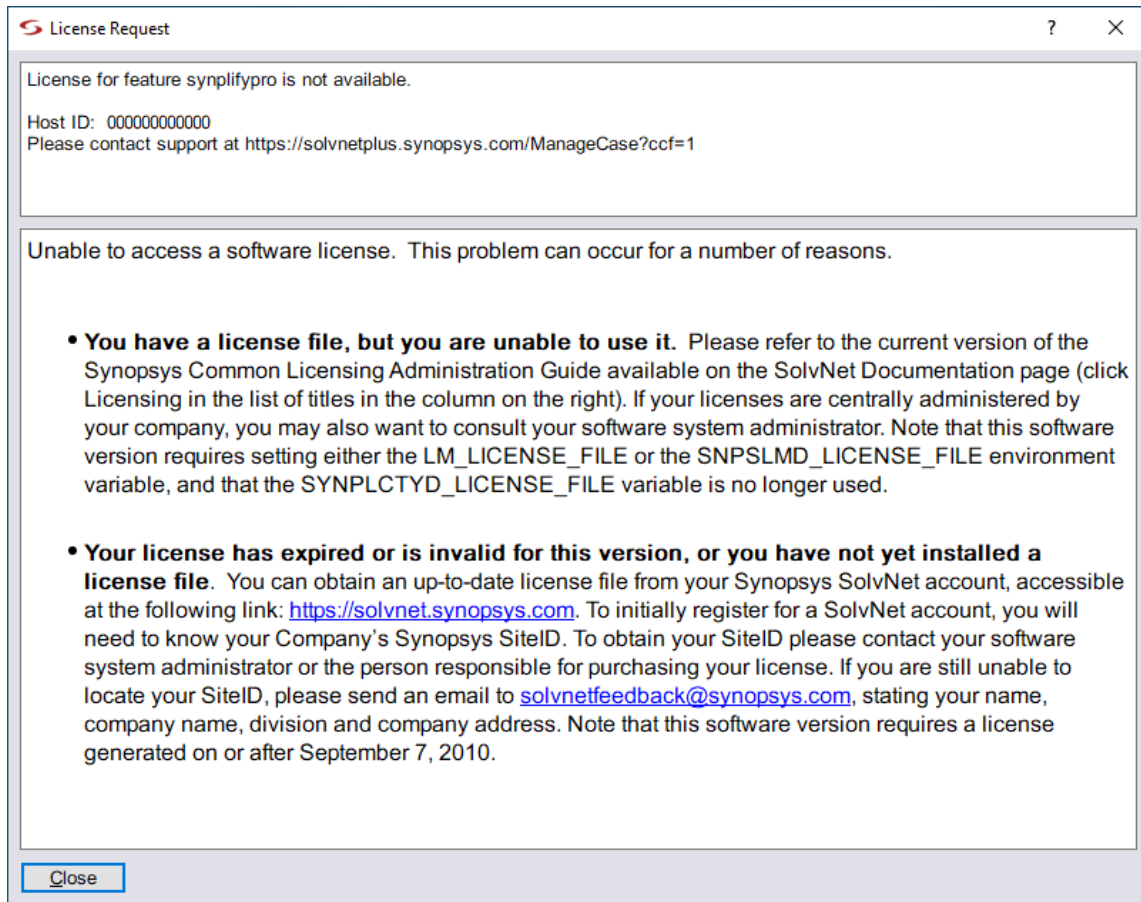 License Request
?
License for feature synplifypro is not available.
Host ID: 000000000000
Please contact support at https://solvnetplus.synopsys.com/ManageCase?ccf=1
Unable to access a software license. This problem can occur for a number of reasons.
• You have a license file, but you are unable to use it. Please refer to the current version of the
Synopsys Common Licensing Administration Guide available on the SolvNet Documentation page (click
Licensing in the list of titles in the column on the right). If your licenses are centrally administered by
your company, you may also want to consult your software system administrator. Note that this software
version requires setting either the LM_LICENSE_FILE or the SNPSLMD_LICENSE_FILE environment
variable, and that the SYNPLCTYD_LICENSE_FILE variable is no longer used.
• Your license has expired or is invalid for this version, or you have not yet installed a
license file. You can obtain an up-to-date license file from your Synopsys SolvNet account, accessible
at the following link: https://solvnet.synopsys.com. To initially register for a SolvNet account, you will
need to know your Company's Synopsys SiteID. To obtain your SiteID please contact your software
system administrator or the person responsible for purchasing your license. If you are still unable to
locate your SiteID, please send an email to solvnetfeedback@synopsys.com, stating your name,
company name, division and company address. Note that this software version requires a license
generated on or after September 7, 2010.
Close